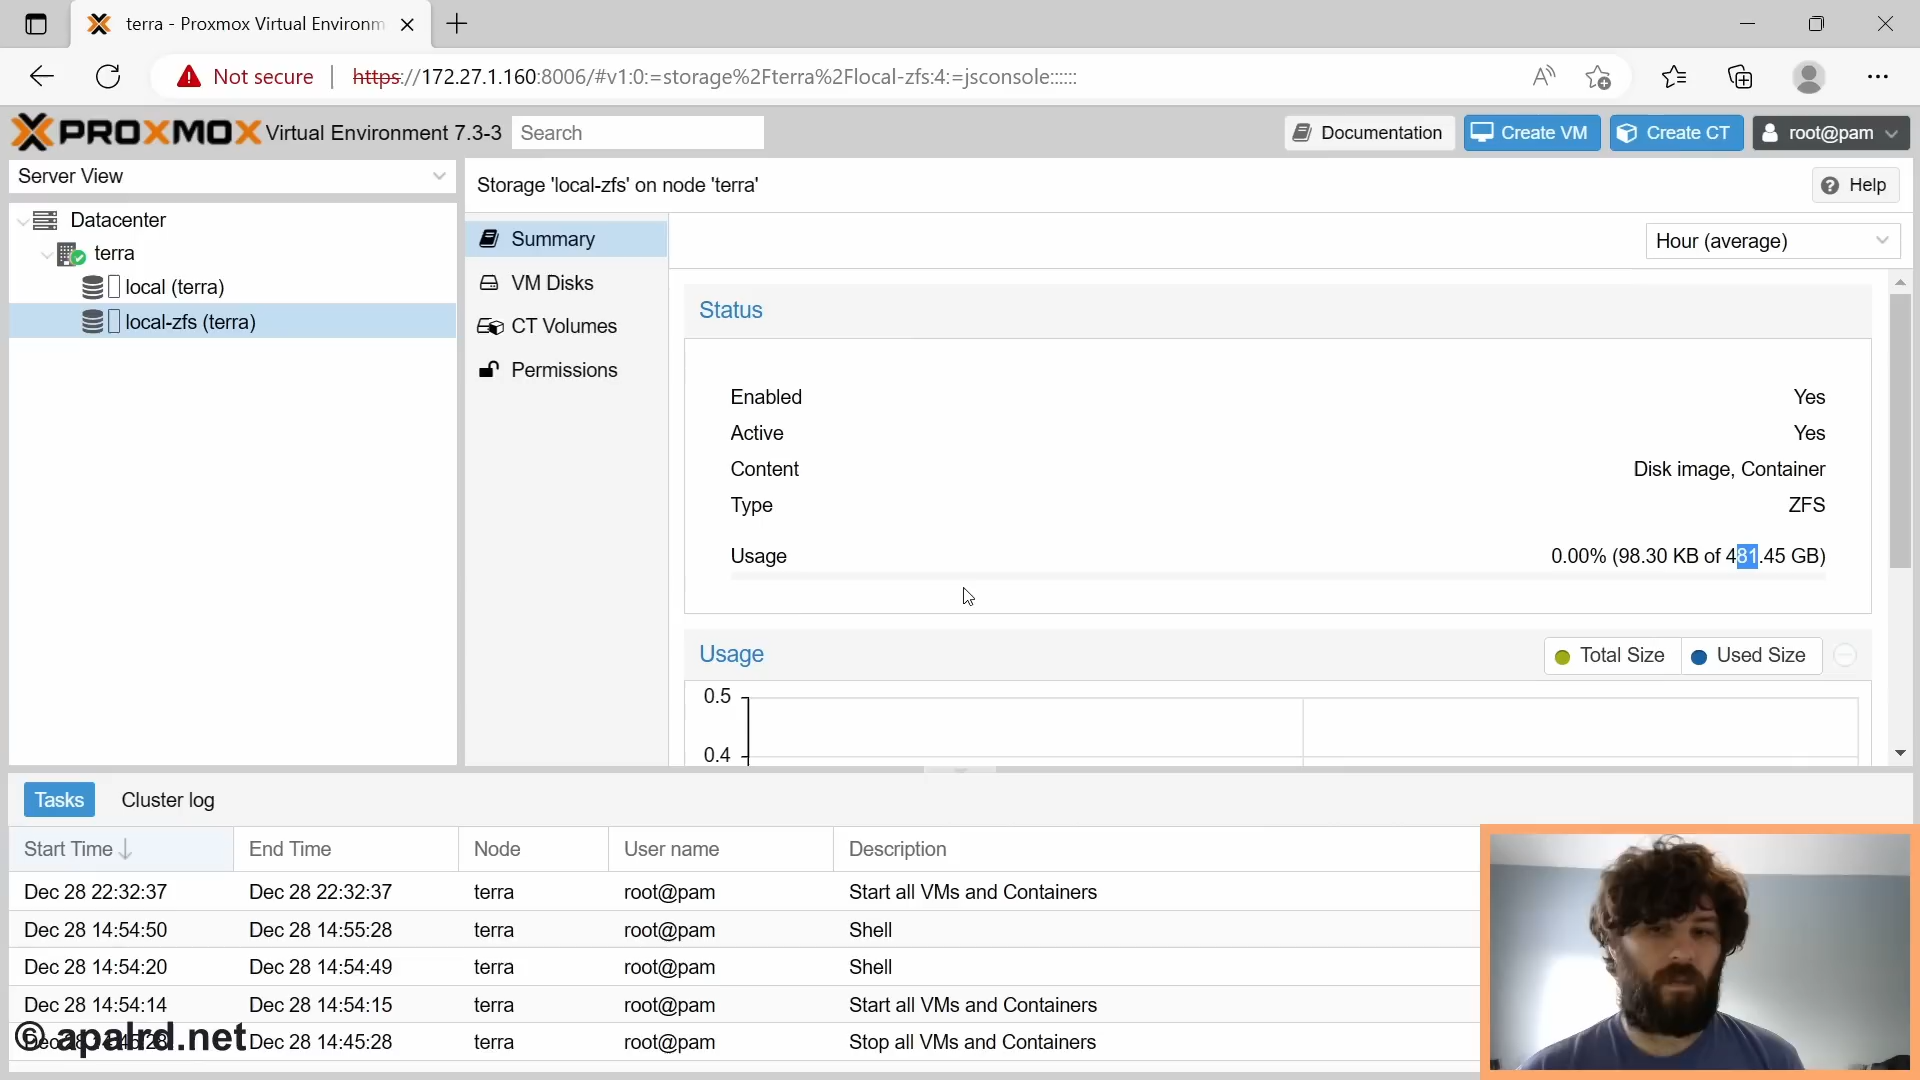 terra - Proxmox Virtual Environm
Not secure
https://172.27.1.160:8006/#v1:0:=storage%2Fterra%2Flocal-zfs:4:=jsconsole::::::
PROXMOX Virtual Environment 7.3-3
Search
Documentation
Create VM
Create CT
root@pam
Server View
Datacenter
terra
local (terra)
local-zfs (terra)
Storage 'local-zfs' on node 'terra'
Help
Summary
VM Disks
CT Volumes
Permissions
Hour (average)
Status
Enabled Yes
Active Yes
Content Disk image, Container
Type ZFS
Usage 0.00% (98.30 KB of 481.45 GB)
Usage
Total Size
Used Size
0.5
0.4
Tasks
Cluster log
Start Time End Time Node User name Description
Dec 28 22:32:37 Dec 28 22:32:37 terra root@pam Start all VMs and Containers
Dec 28 14:54:50 Dec 28 14:55:28 terra root@pam Shell
Dec 28 14:54:20 Dec 28 14:54:49 terra root@pam Shell
Dec 28 14:54:14 Dec 28 14:54:15 terra root@pam Start all VMs and Containers
Dec 28 14:45:28 Dec 28 14:45:28 terra root@pam Stop all VMs and Containers
© apalrd.net